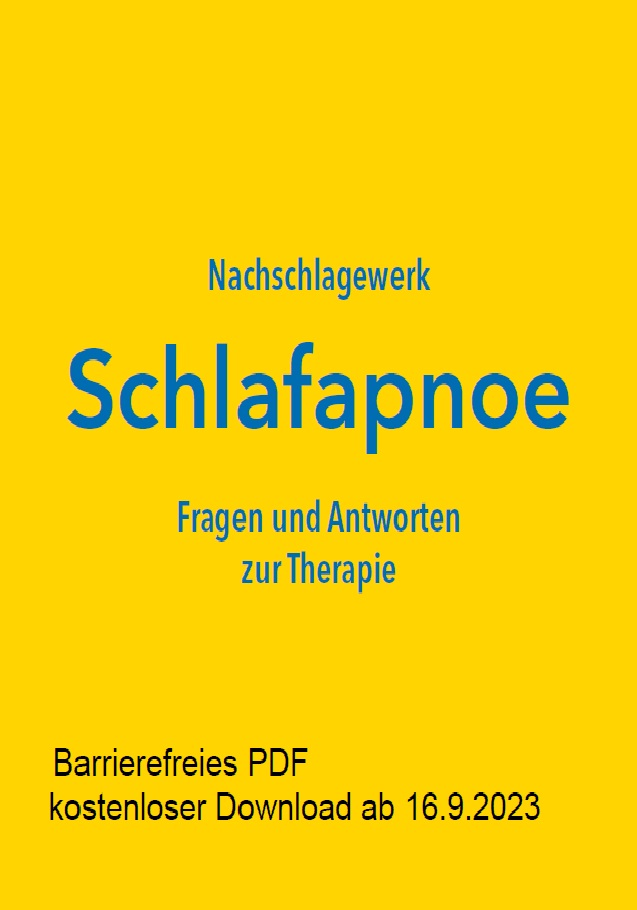 Nachschlagewerk
Schlafapnoe
Fragen und Antworten
zur Therapie
Barrierefreies PDF
kostenloser Download ab 16.9.2023